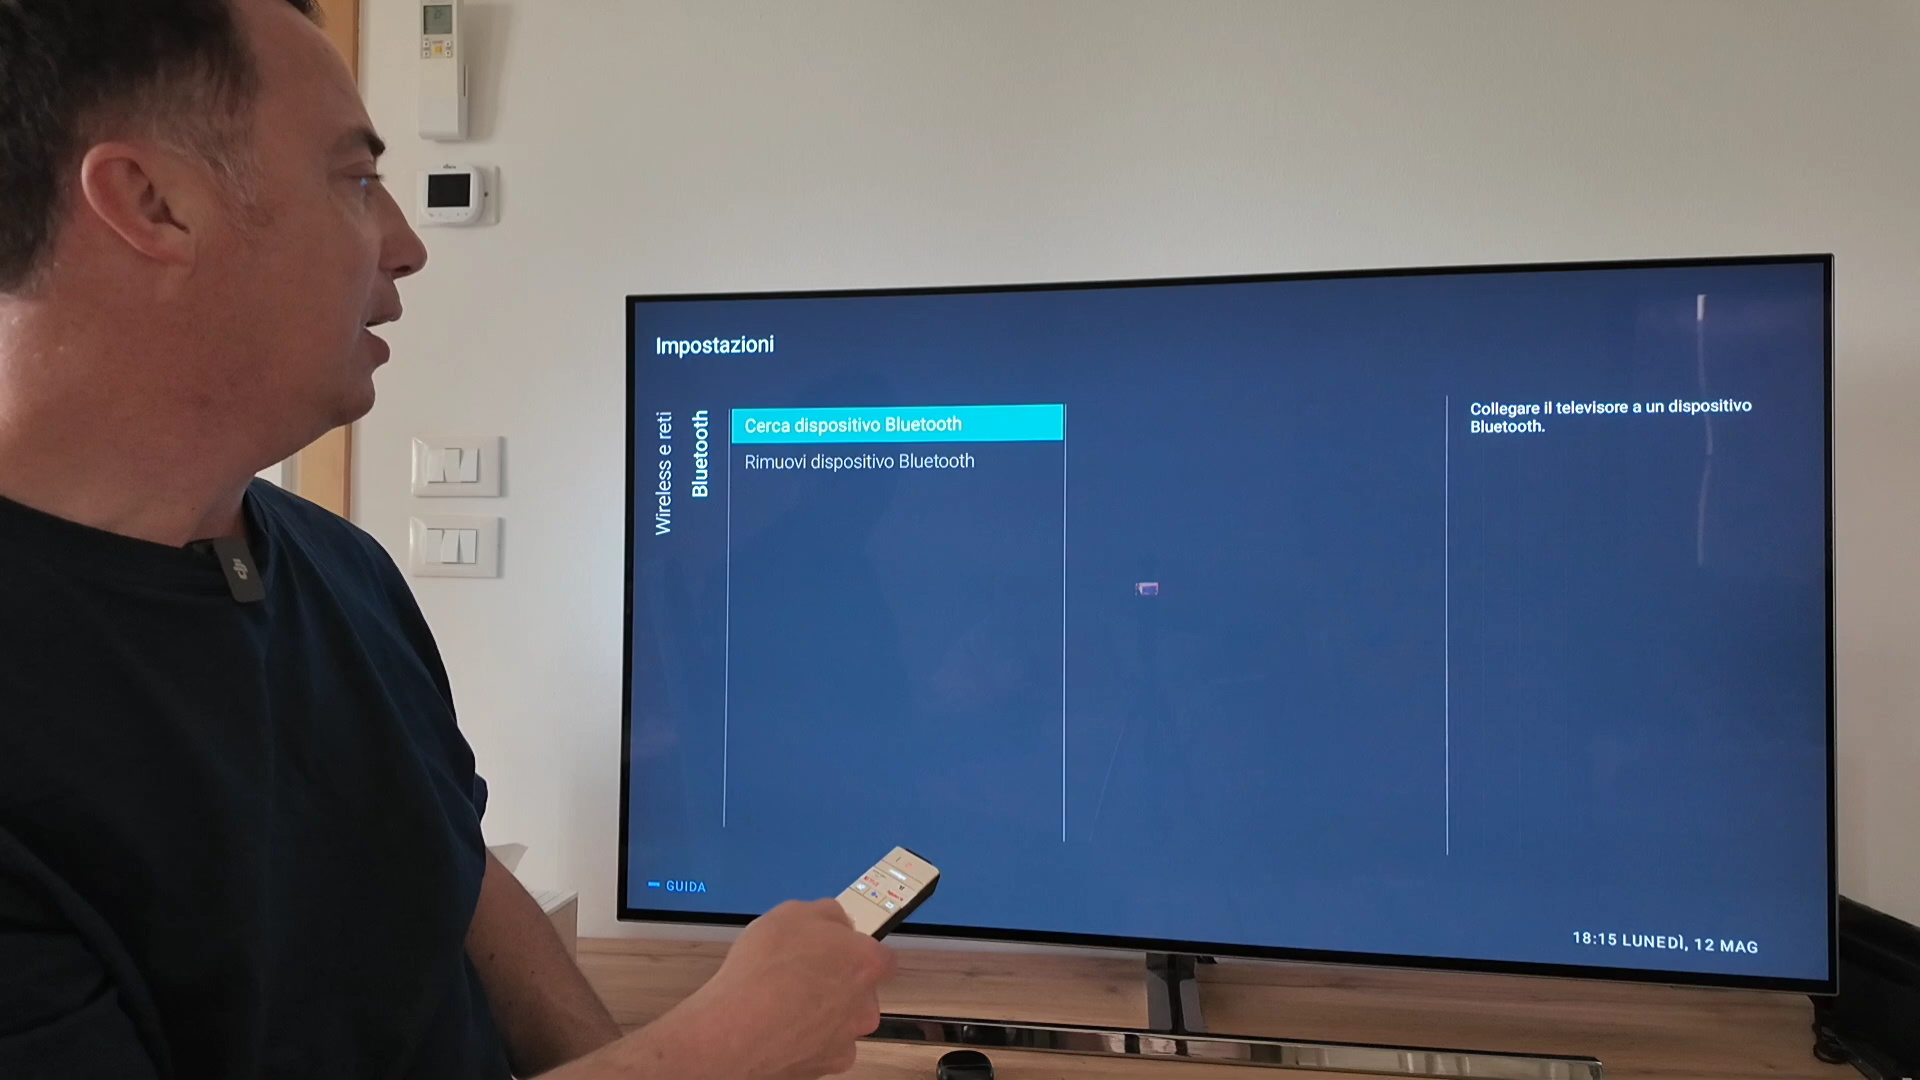 Impostazioni
Wireless e reti
Bluetooth
Cerca dispositivo Bluetooth
Rimuovi dispositivo Bluetooth
Collegare il televisore a un dispositivo
Bluetooth.
GUIDA
18:15 LUNEDÌ, 12 MAG
dji